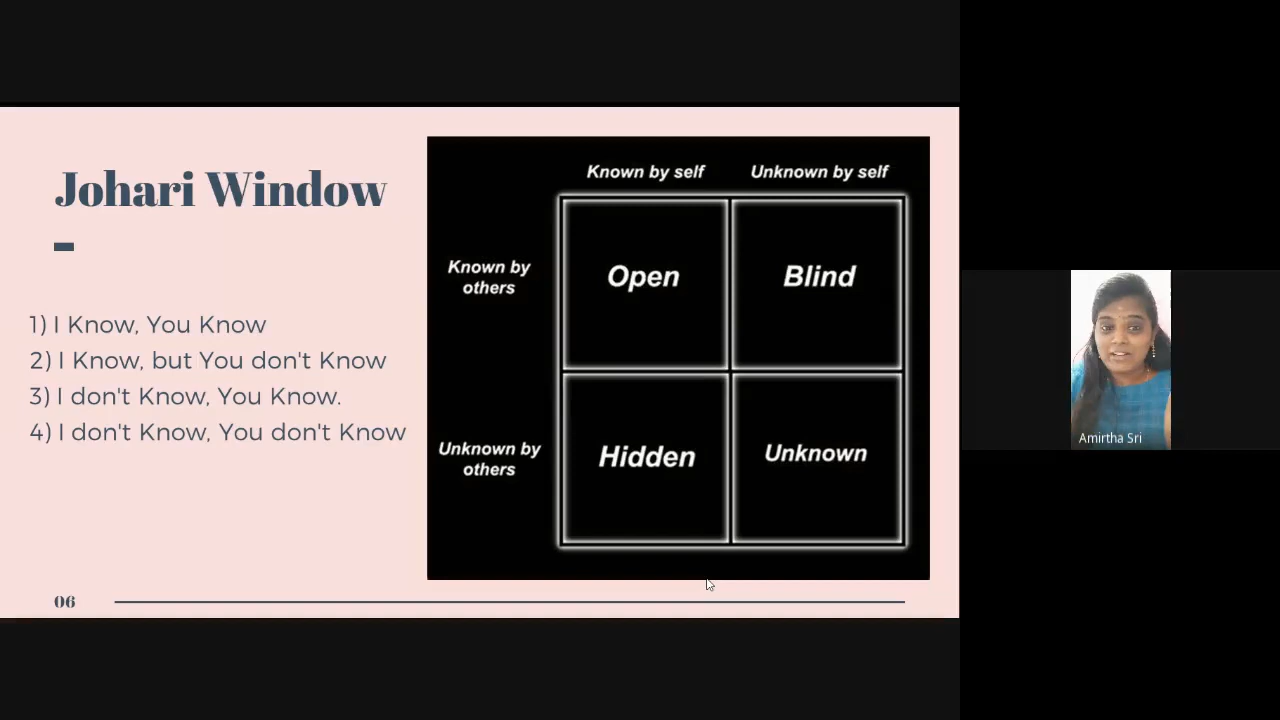 Johari Window
1) I Know, You Know
2) I Know, but You don't Know
3) I don't Know, You Know.
4) I don't Know, You don't Know
06
Known by self
Unknown by self
Known by
others
Open
Blind
Unknown by
others
Hidden
Unknown
Amirtha Sri